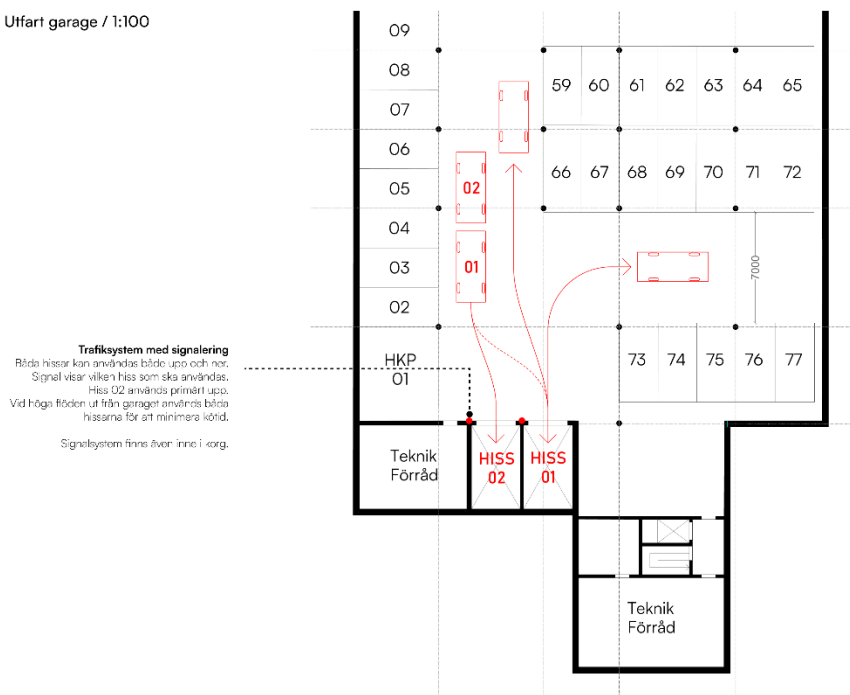 Utfart garage / 1:100
09
08
07
06
05
04
03
02
HKP
01
59 60 61 62 63 64 65
66 67 68 69 70 71 72
73 74 75 76 77
02
01
7000
Trafiksystem med signalering
Båda hissar kan användas både upp och ner.
Signal visar vilken hiss som ska användas.
Hiss 02 används primärt upp.
Vid höga flöden ut från garaget används båda
hissarna för att minimera kötid.
Signalsystem finns även inne i korg.
Teknik
Förråd
HISS
02
HISS
01
Teknik
Förråd